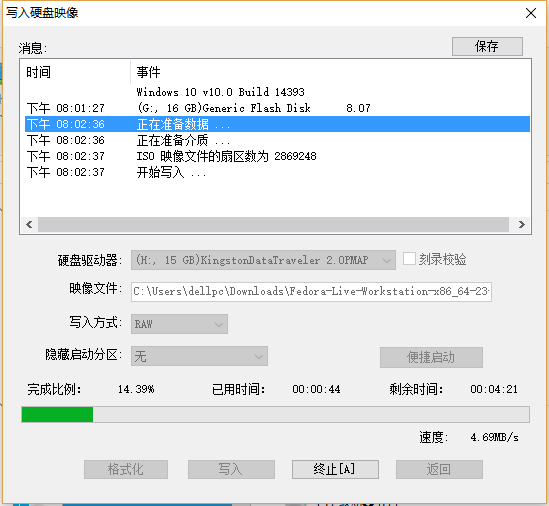 写入硬盘映像
消息:
保存
时间 事件
Windows 10 v10.0 Build 14393
下午 08:01:27 (G:, 16 GB)Generic Flash Disk 8.07
下午 08:02:36 正在准备数据 ...
下午 08:02:36 正在准备介质 ...
下午 08:02:37 ISO 映像文件的扇区数为 2869248
下午 08:02:37 开始写入 ...
硬盘驱动器: (H:, 15 GB)KingstonDataTraveler 2.0PMAP 刻录校验
映像文件: C:\Users\dellpc\Downloads\Fedora-Live-Workstation-x86_64-23-
写入方式: RAW
隐藏启动分区: 无 便捷启动
完成比例: 14.39% 已用时间: 00:00:44 剩余时间: 00:04:21
速度: 4.69MB/s
格式化 写入 终止[A] 返回